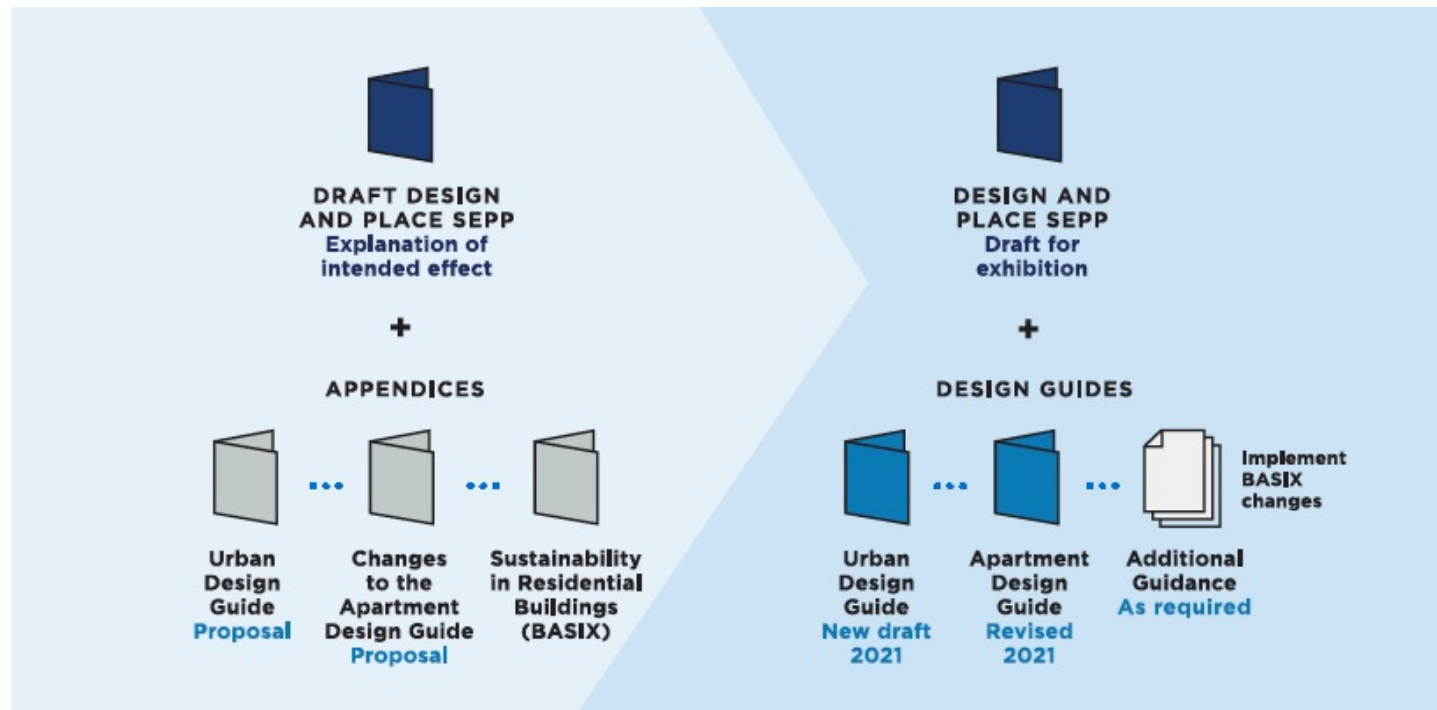 DRAFT DESIGN
AND PLACE SEPP
Explanation of
intended effect
+
APPENDICES
Urban
Design
Guide
Proposal
Changes
to the
Apartment
Design Guide
Proposal
Sustainability
in Residential
Buildings
(BASIX)
DESIGN AND
PLACE SEPP
Draft for
exhibition
+
DESIGN GUIDES
Urban
Design
Guide
New draft
2021
Apartment
Design
Guide
Revised
2021
Implement
BASIX
changes
Additional
Guidance
As required